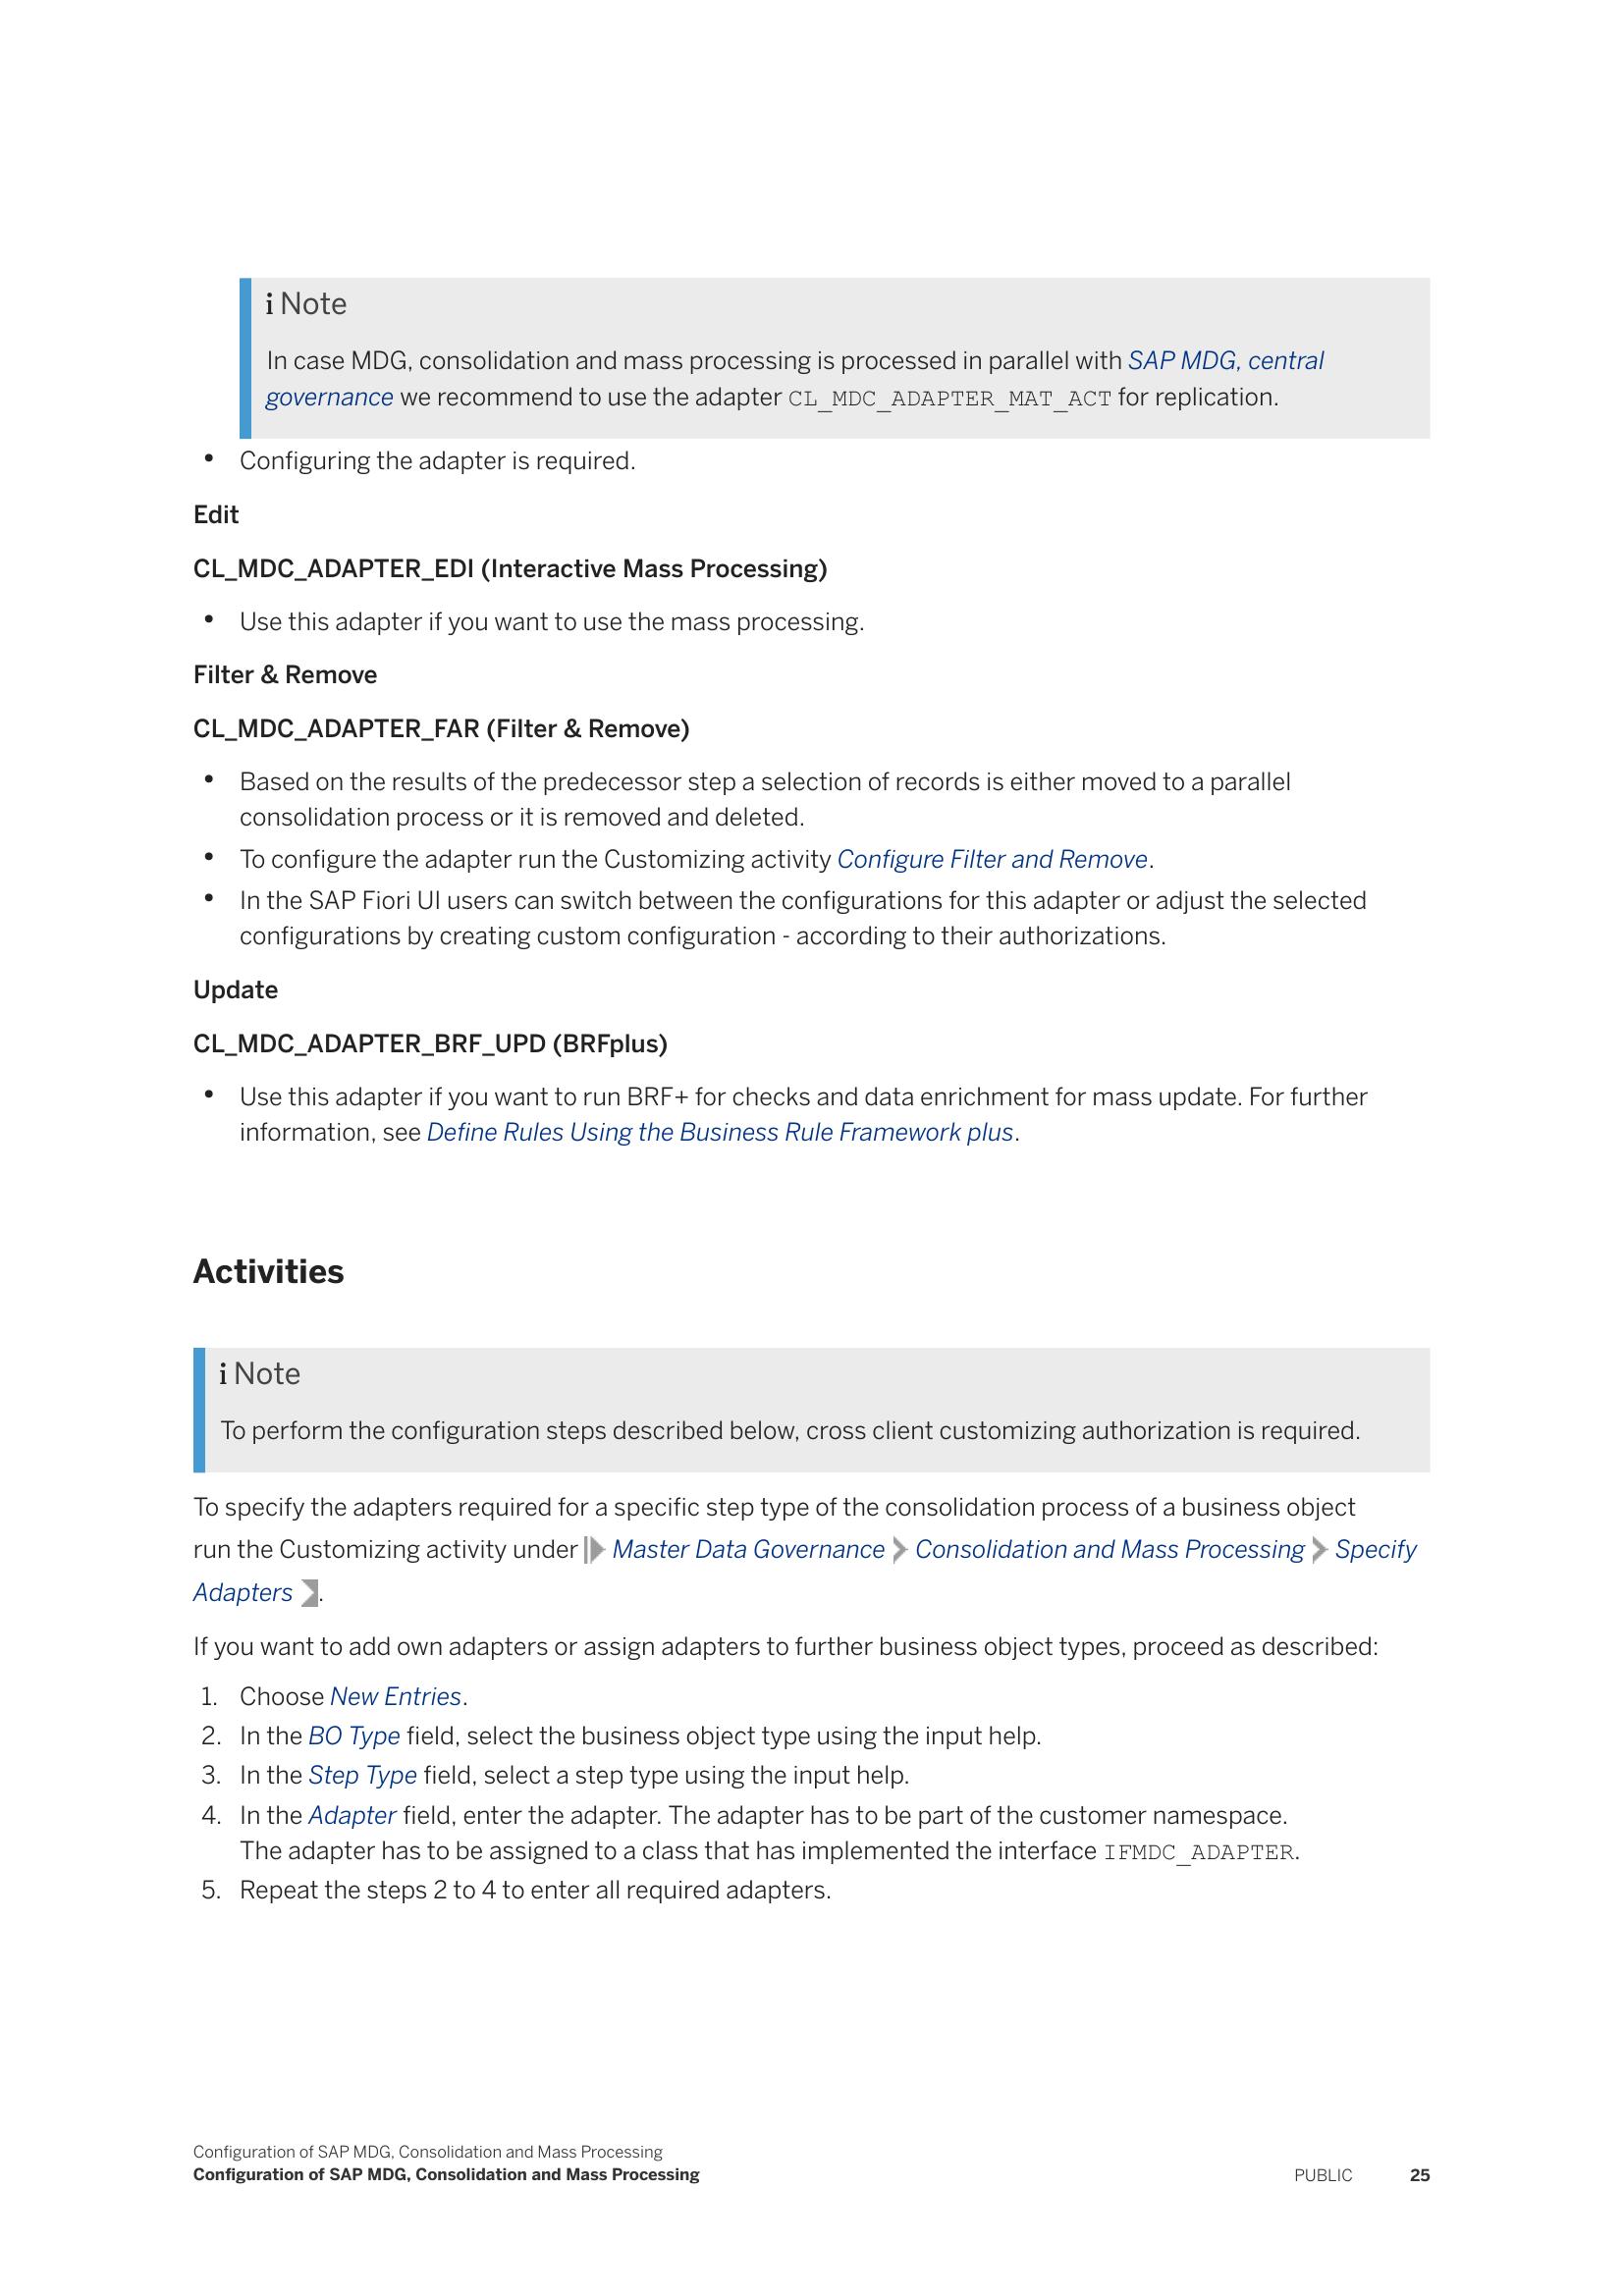 i Note
In case MDG, consolidation and mass processing is processed in parallel with SAP MDG, central
governance we recommend to use the adapter CL_MDC_ADAPTER_MAT_ACT for replication.
• Configuring the adapter is required.
Edit
CL_MDC_ADAPTER_EDI (Interactive Mass Processing)
• Use this adapter if you want to use the mass processing.
Filter & Remove
CL_MDC_ADAPTER_FAR (Filter & Remove)
• Based on the results of the predecessor step a selection of records is either moved to a parallel
consolidation process or it is removed and deleted.
• To configure the adapter run the Customizing activity Configure Filter and Remove.
• In the SAP Fiori UI users can switch between the configurations for this adapter or adjust the selected
configurations by creating custom configuration - according to their authorizations.
Update
CL_MDC_ADAPTER_BRF_UPD (BRFplus)
• Use this adapter if you want to run BRF+ for checks and data enrichment for mass update. For further
information, see Define Rules Using the Business Rule Framework plus.
Activities
i Note
To perform the configuration steps described below, cross client customizing authorization is required.
To specify the adapters required for a specific step type of the consolidation process of a business object
run the Customizing activity under Master Data Governance Consolidation and Mass Processing Specify
Adapters .
If you want to add own adapters or assign adapters to further business object types, proceed as described:
1. Choose New Entries.
2. In the BO Type field, select the business object type using the input help.
3. In the Step Type field, select a step type using the input help.
4. In the Adapter field, enter the adapter. The adapter has to be part of the customer namespace.
The adapter has to be assigned to a class that has implemented the interface IFMDC_ADAPTER.
5. Repeat the steps 2 to 4 to enter all required adapters.
Configuration of SAP MDG, Consolidation and Mass Processing
Configuration of SAP MDG, Consolidation and Mass Processing PUBLIC 25